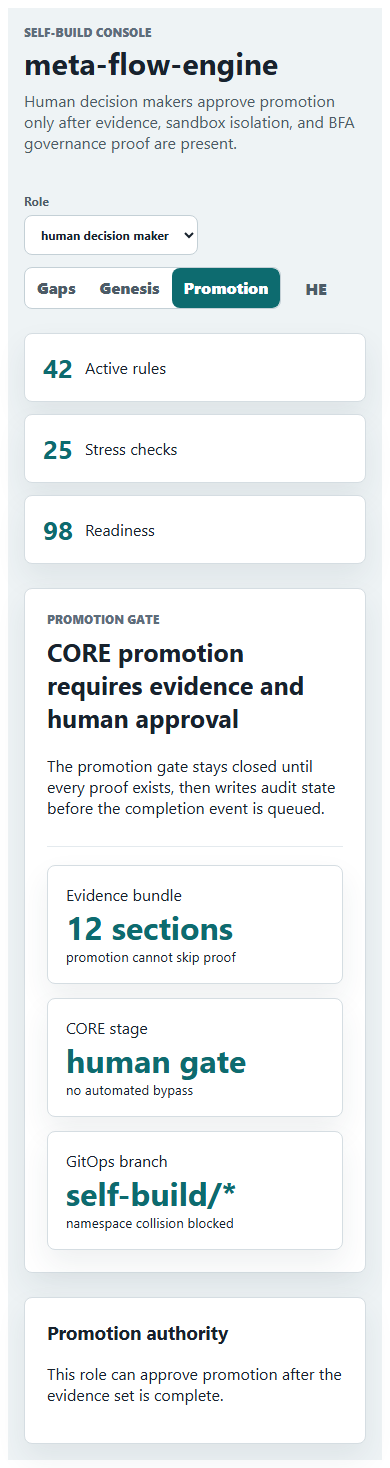 SELF-BUILD CONSOLE
meta-flow-engine
Human decision makers approve promotion
only after evidence, sandbox isolation, and BFA
governance proof are present.
Role
human decision maker
Gaps Genesis Promotion HE
42 Active rules
25 Stress checks
98 Readiness
PROMOTION GATE
CORE promotion
requires evidence and
human approval
The promotion gate stays closed until
every proof exists, then writes audit state
before the completion event is queued.
Evidence bundle
12 sections
promotion cannot skip proof
CORE stage
human gate
no automated bypass
GitOps branch
self-build/*
namespace collision blocked
Promotion authority
This role can approve promotion after the
evidence set is complete.